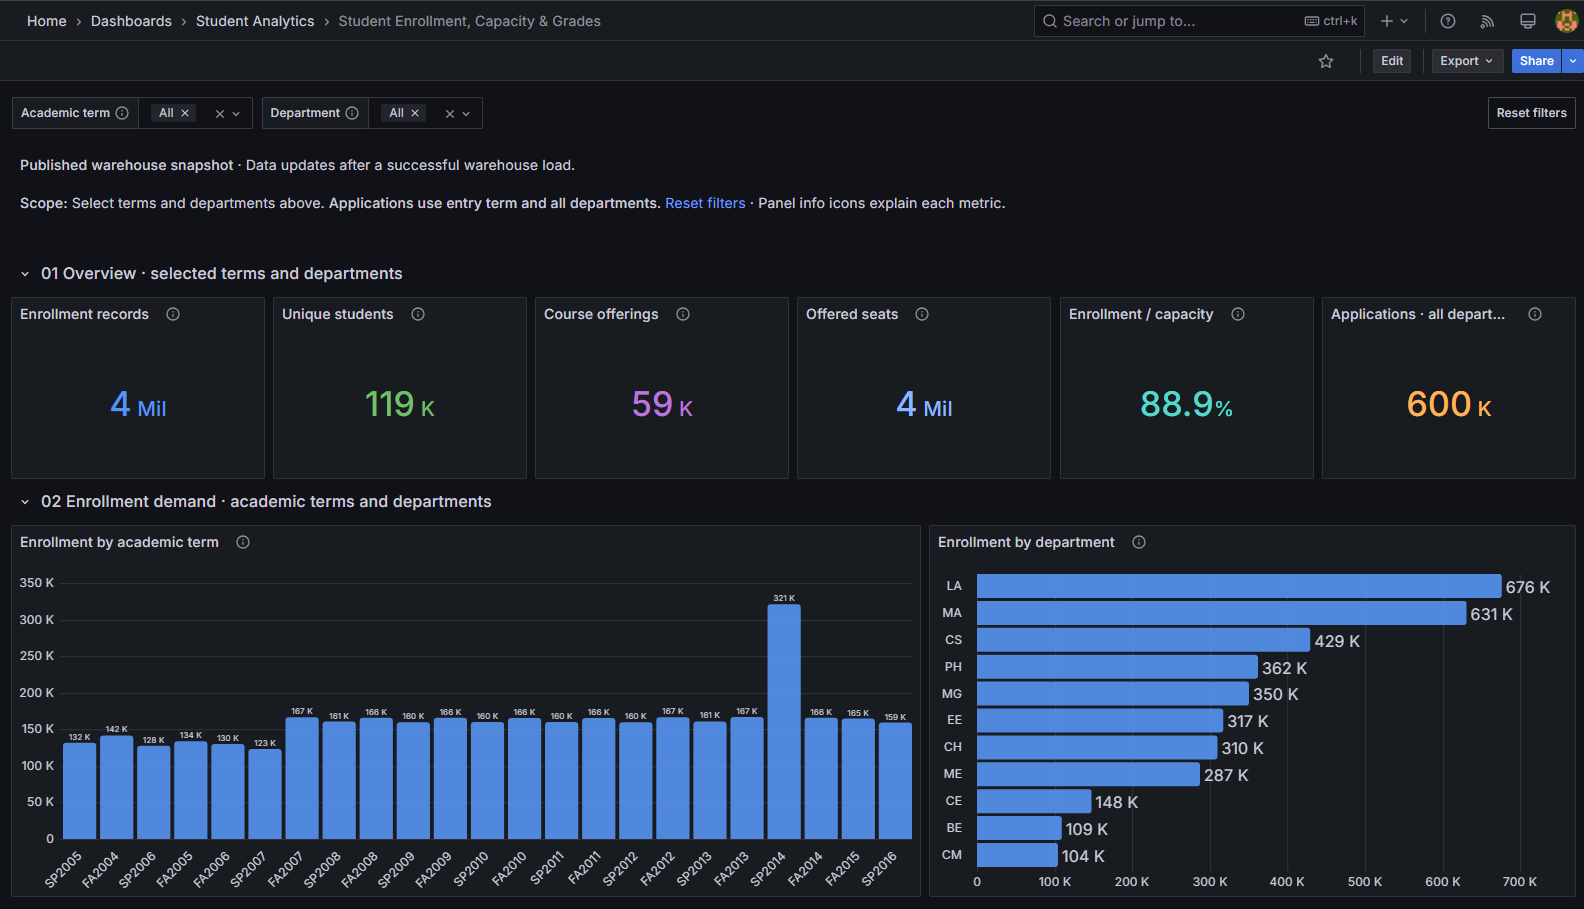 Home › Dashboards › Student Analytics › Student Enrollment, Capacity & Grades
Search or jump to...
ctrl+k
Edit
Export
Share
Academic term
All
Department
All
Reset filters
Published warehouse snapshot · Data updates after a successful warehouse load.
Scope: Select terms and departments above. Applications use entry term and all departments. Reset filters · Panel info icons explain each metric.
01 Overview · selected terms and departments
Enrollment records
4 Mil
Unique students
119 K
Course offerings
59 K
Offered seats
4 Mil
Enrollment / capacity
88.9%
Applications · all depart...
600 K
02 Enrollment demand · academic terms and departments
Enrollment by academic term
350 K
300 K
250 K
200 K
150 K
100 K
50 K
0
132 K
142 K
128 K
134 K
130 K
123 K
167 K
161 K
166 K
160 K
166 K
160 K
166 K
160 K
166 K
160 K
167 K
161 K
167 K
321 K
166 K
165 K
159 K
SP2005
FA2004
SP2006
FA2005
FA2006
SP2007
FA2007
SP2008
FA2008
SP2009
FA2009
SP2010
FA2010
SP2011
FA2011
SP2012
FA2012
SP2013
FA2013
SP2014
FA2014
FA2015
SP2016
Enrollment by department
LA 676 K
MA 631 K
CS 429 K
PH 362 K
MG 350 K
EE 317 K
CH 310 K
ME 287 K
CE 148 K
BE 109 K
CM 104 K
0
100 K
200 K
300 K
400 K
500 K
600 K
700 K